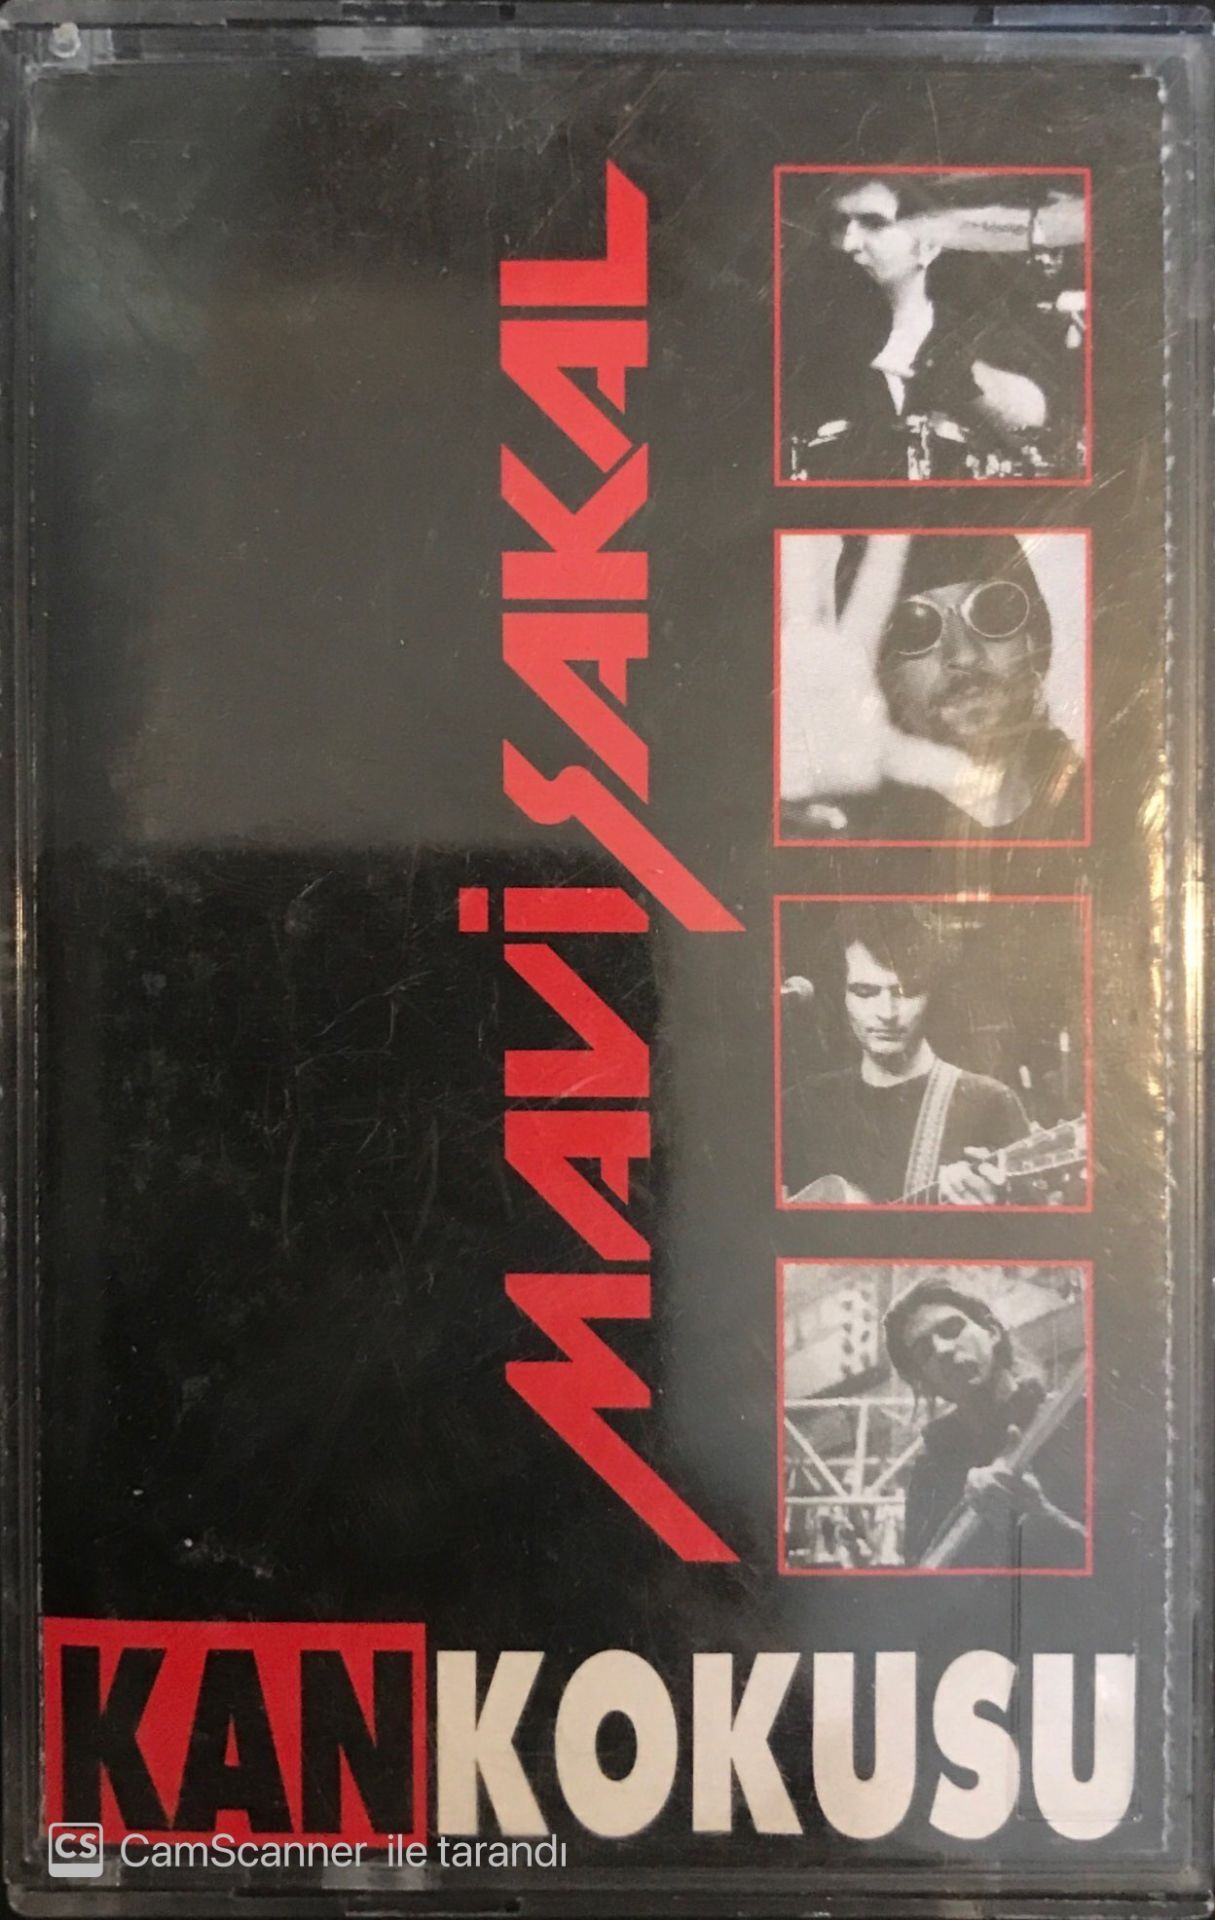 MAVİ SAKAL
KAN KOKUSU
CS CamScanner ile tarandı